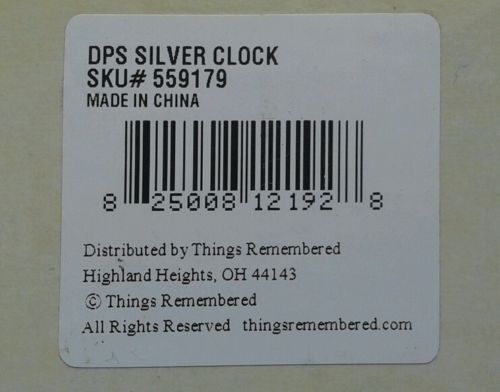 DPS SILVER CLOCK
SKU# 559179
MADE IN CHINA
8 25008 12192 8
Distributed by Things Remembered
Highland Heights, OH 44143
© Things Remembered
All Rights Reserved thingsremembered.com